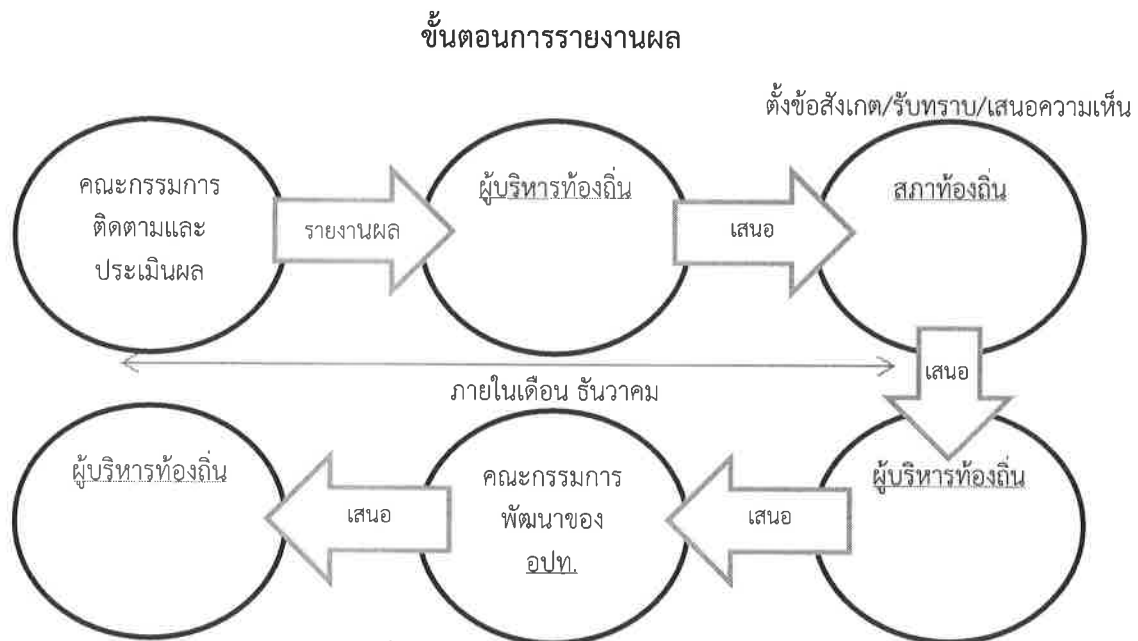 ขั้นตอนการรายงานผล
ตั้งข้อสังเกต/รับทราบ/เสนอความเห็น
คณะกรรมการ
ติดตามและ
ประเมินผล
รายงานผล
ผู้บริหารท้องถิ่น
เสนอ
สภาท้องถิ่น
ภายในเดือน ธันวาคม
เสนอ
ผู้บริหารท้องถิ่น
เสนอ
คณะกรรมการ
พัฒนาของ
อปท.
เสนอ
ผู้บริหารท้องถิ่น